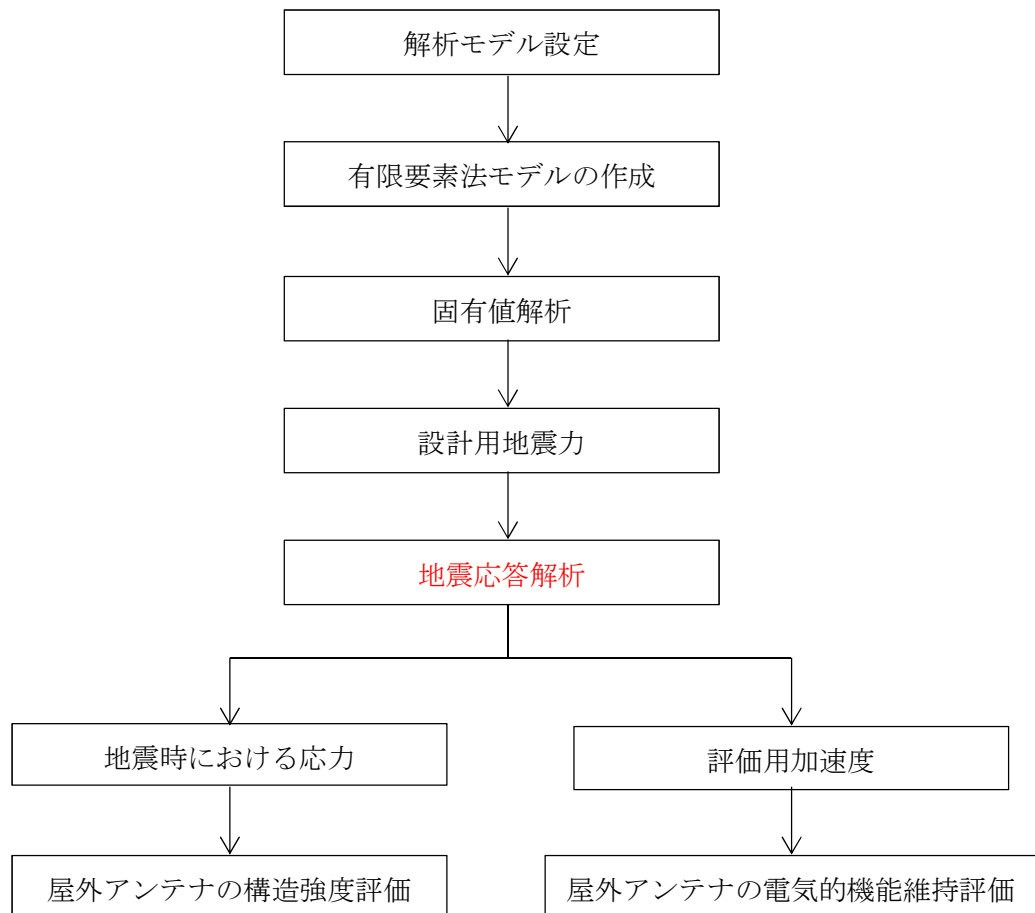 解析モデル設定
有限要素法モデルの作成
固有値解析
設計用地震力
地震応答解析
地震時における応力
評価用加速度
屋外アンテナの構造強度評価
屋外アンテナの電気的機能維持評価